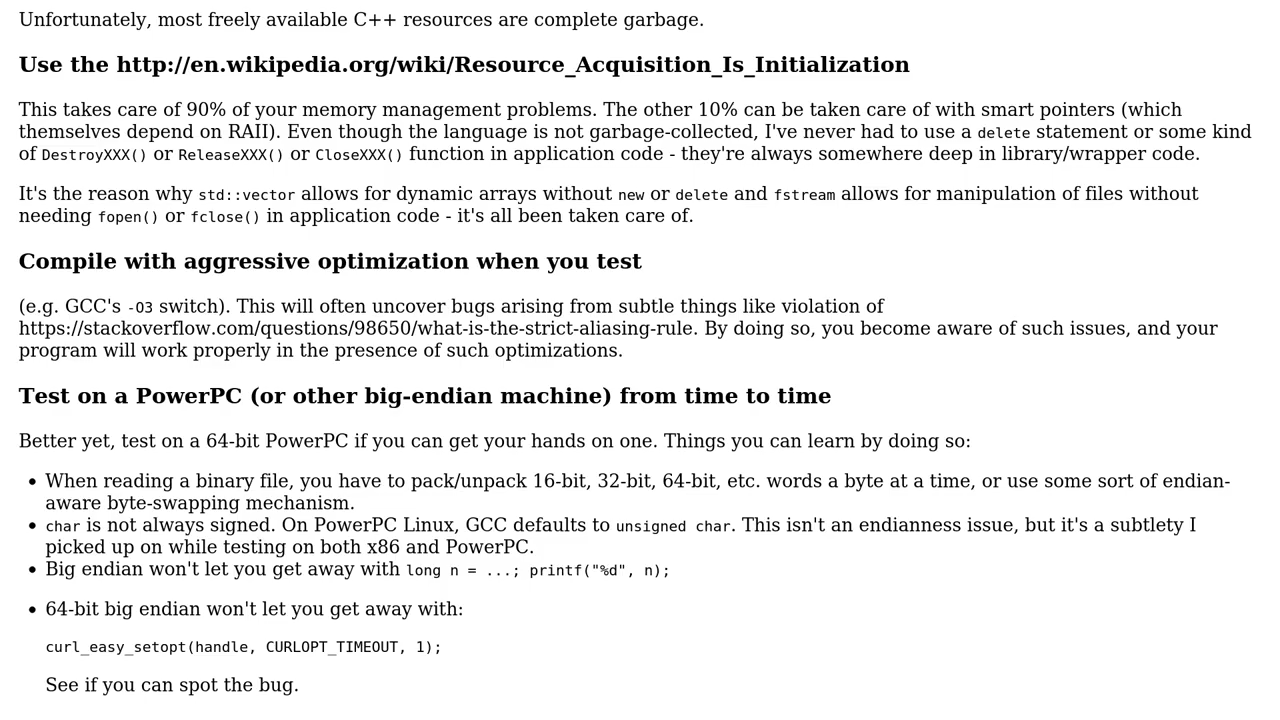 Unfortunately, most freely available C++ resources are complete garbage.
Use the http://en.wikipedia.org/wiki/Resource_Acquisition_Is_Initialization
This takes care of 90% of your memory management problems. The other 10% can be taken care of with smart pointers (which
themselves depend on RAII). Even though the language is not garbage-collected, I've never had to use a delete statement or some kind
of DestroyXXX() or ReleaseXXX() or CloseXXX() function in application code - they're always somewhere deep in library/wrapper code.
It's the reason why std::vector allows for dynamic arrays without new or delete and fstream allows for manipulation of files without
needing fopen() or fclose() in application code - it's all been taken care of.
Compile with aggressive optimization when you test
(e.g. GCC's -O3 switch). This will often uncover bugs arising from subtle things like violation of
https://stackoverflow.com/questions/98650/what-is-the-strict-aliasing-rule. By doing so, you become aware of such issues, and your
program will work properly in the presence of such optimizations.
Test on a PowerPC (or other big-endian machine) from time to time
Better yet, test on a 64-bit PowerPC if you can get your hands on one. Things you can learn by doing so:
• When reading a binary file, you have to pack/unpack 16-bit, 32-bit, 64-bit, etc. words a byte at a time, or use some sort of endian-
aware byte-swapping mechanism.
• char is not always signed. On PowerPC Linux, GCC defaults to unsigned char. This isn't an endianness issue, but it's a subtlety I
picked up on while testing on both x86 and PowerPC.
• Big endian won't let you get away with long n = ...; printf("%d", n);
• 64-bit big endian won't let you get away with:
curl_easy_setopt(handle, CURLOPT_TIMEOUT, 1);
See if you can spot the bug.